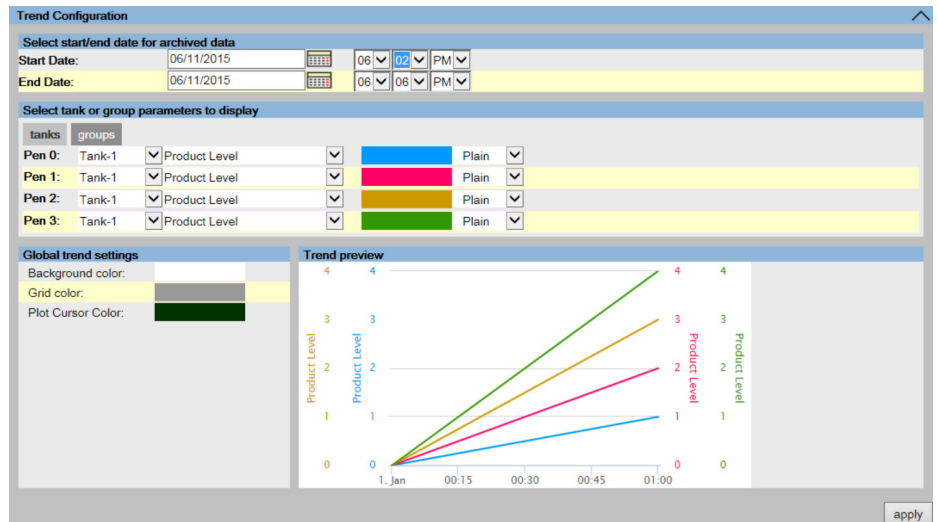 Trend Configuration
Select start/end date for archived data
Start Date: 06/11/2015 06 02 PM
End Date: 06/11/2015 06 06 PM
Select tank or group parameters to display
tanks groups
Pen 0: Tank-1 Product Level Plain
Pen 1: Tank-1 Product Level Plain
Pen 2: Tank-1 Product Level Plain
Pen 3: Tank-1 Product Level Plain
Global trend settings
Background color:
Grid color:
Plot Cursor Color:
Trend preview
4 4 4 4
3 3 3 3
2 2 2 2
1 1 1 1
0 0 0 0
Product Level
Product Level
Product Level
Product Level
1. Jan 00:15 00:30 00:45 01:00
apply